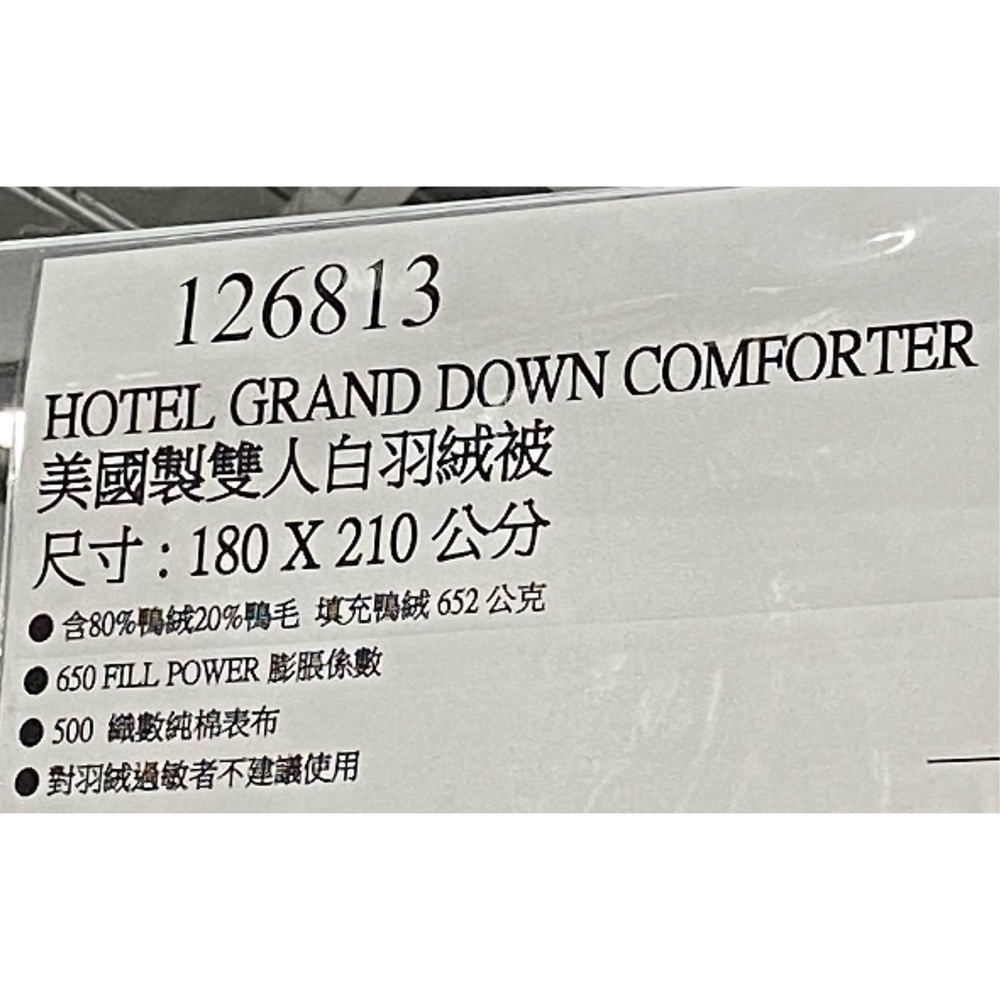 126813
HOTEL GRAND DOWN COMFORTER
美國製雙人白羽絨被
尺寸 : 180 X 210 公分
● 含80%鴨絨20%鴨毛 填充鴨絨 652 公克
● 650 FILL POWER 膨脹係數
● 500 織數純棉表布
● 對羽絨過敏者不建議使用